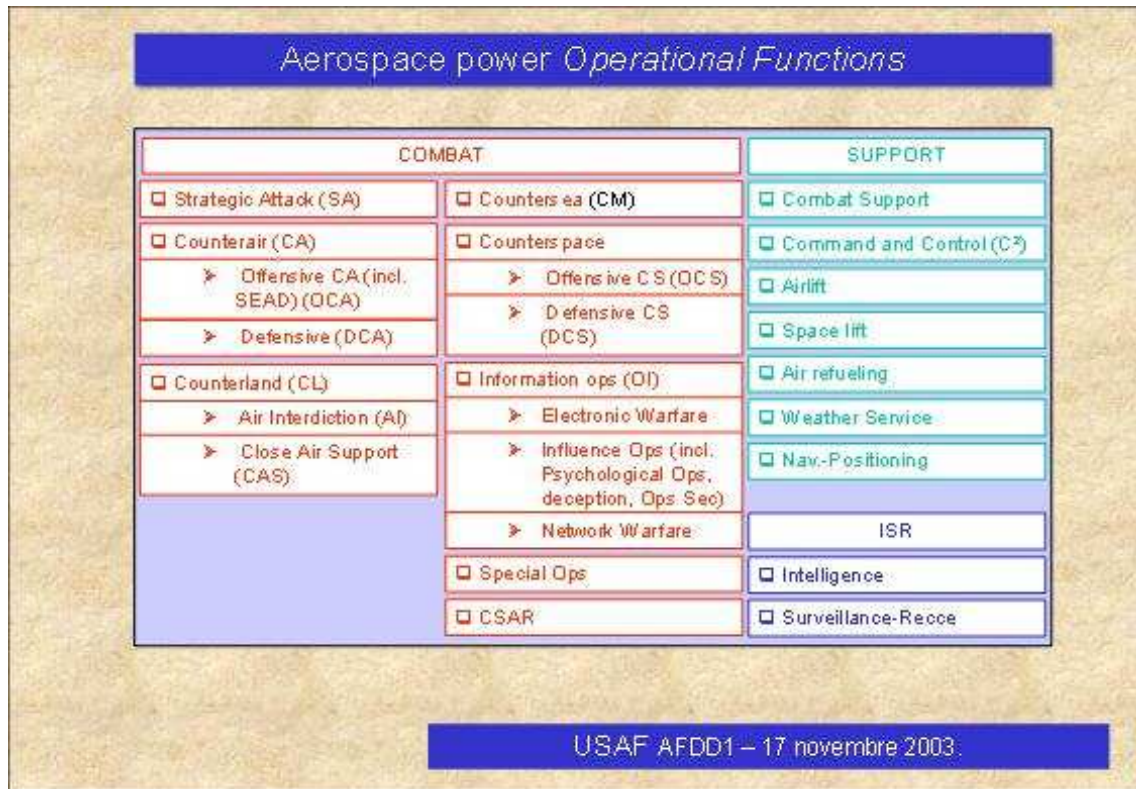 Aerospace power Operational Functions
COMBAT
Strategic Attack (SA)
Counterair (CA)
Offensive CA (incl.
SEAD) (OCA)
Defensive (DCA)
Counterland (CL)
Air Interdiction (AI)
Close Air Support
(CAS)
Countersea (CM)
Counterspace
Offensive CS (OCS)
Defensive CS
(DCS)
Information ops (OI)
Electronic Warfare
Influence Ops (incl.
Psychological Ops,
deception, Ops Sec)
Network Warfare
Special Ops
CSAR
SUPPORT
Combat Support
Command and Control (C²)
Airlift
Space lift
Air refueling
Weather Service
Nav.-Positioning
ISR
Intelligence
Surveillance-Recce
USAF AFDD1 – 17 novembre 2003.